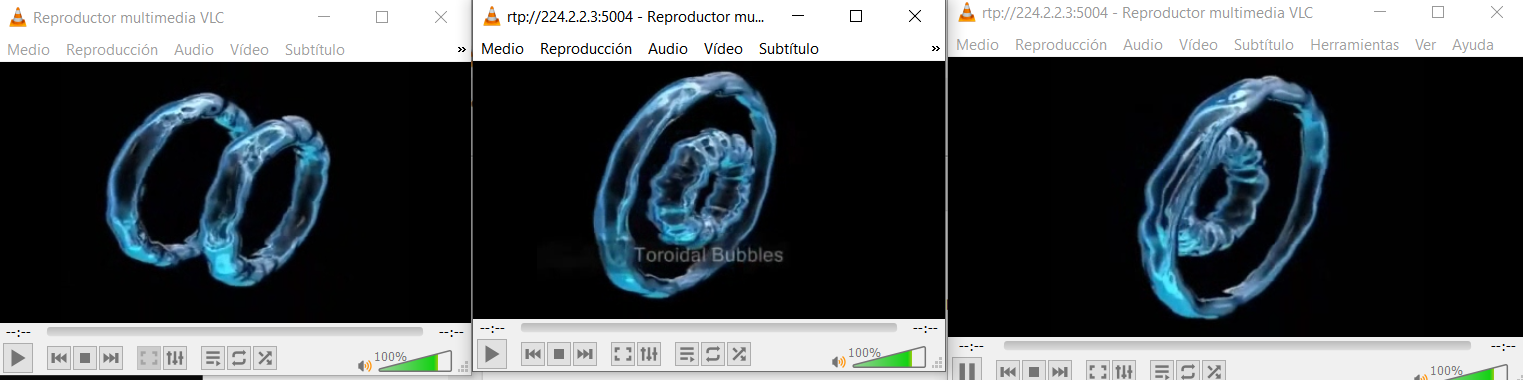 Reproductor multimedia VLC
Medio Reproducción Audio Vídeo Subtítulo »
--:-- --:--
100%
rtp://224.2.2.3:5004 - Reproductor mu...
Medio Reproducción Audio Vídeo Subtítulo »
Toroidal Bubbles
--:-- --:--
100%
rtp://224.2.2.3:5004 - Reproductor multimedia VLC
Medio Reproducción Audio Vídeo Subtítulo Herramientas Ver Ayuda
--:-- --:--
100%